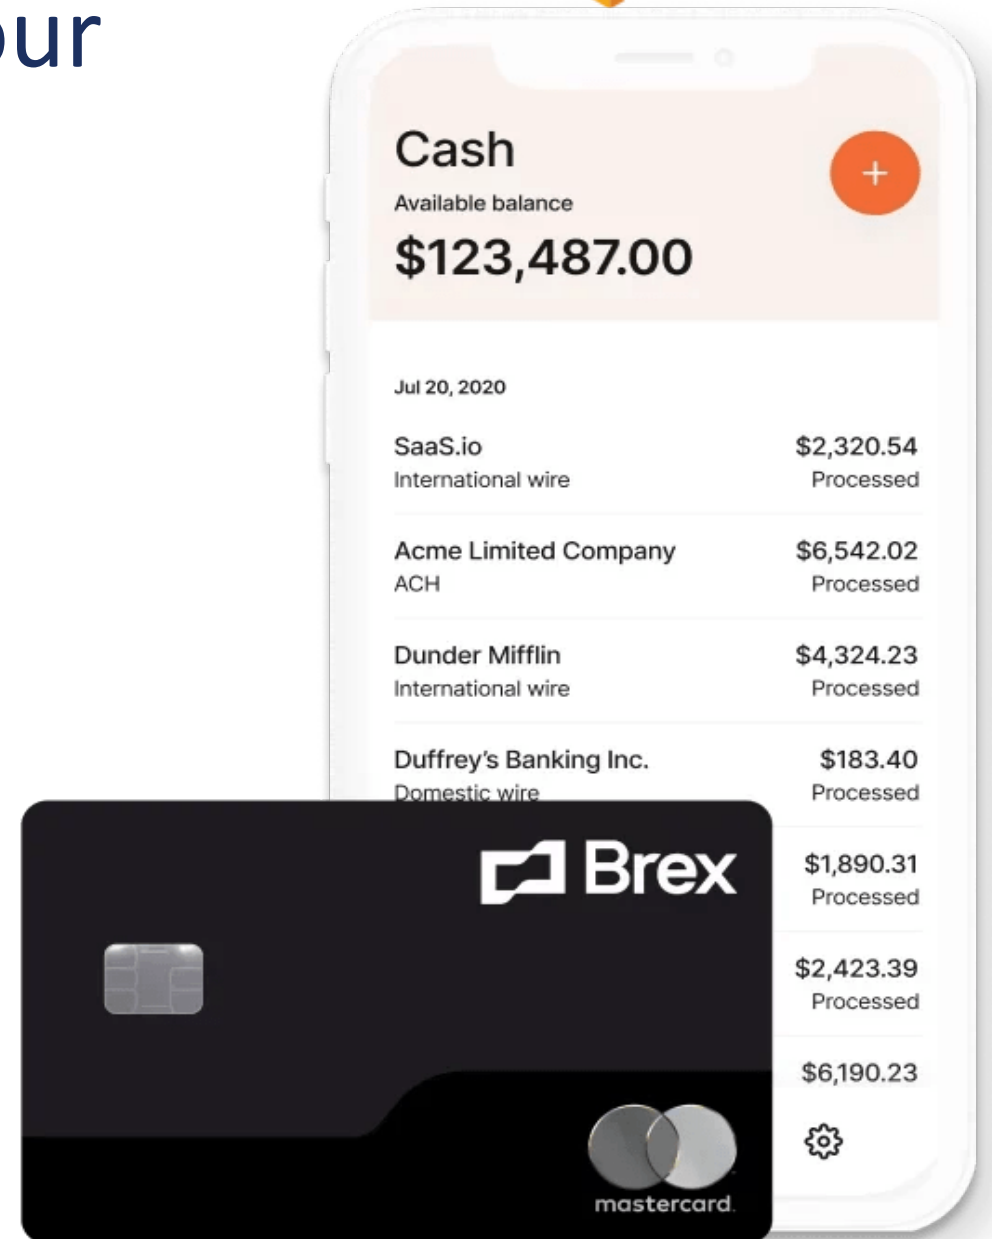 our
Cash
+
Available balance
$123,487.00
Jul 20, 2020
SaaS.io $2,320.54
International wire Processed
Acme Limited Company $6,542.02
ACH Processed
Dunder Mifflin $4,324.23
International wire Processed
Duffrey’s Banking Inc. $183.40
Domestic wire Processed
Brex
$1,890.31
Processed
$2,423.39
Processed
$6,190.23
mastercard.